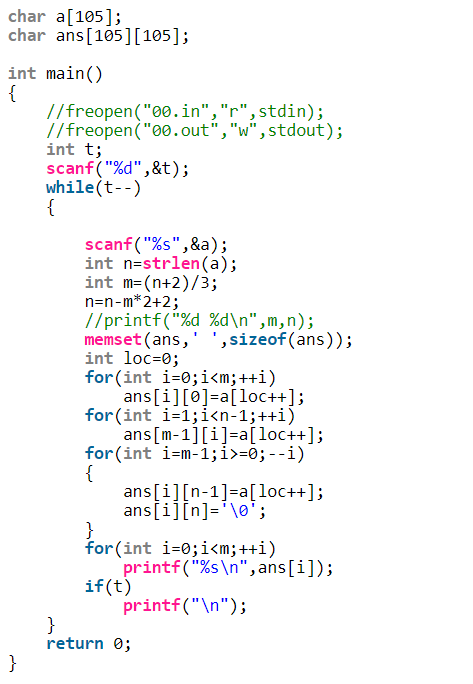 char a[105];
char ans[105][105];
int main()
{
//freopen("00.in","r",stdin);
//freopen("00.out","w",stdout);
int t;
scanf("%d",&t);
while(t--)
{
scanf("%s",&a);
int n=strlen(a);
int m=(n+2)/3;
n=n-m*2+2;
//printf("%d %d\n",m,n);
memset(ans,' ',sizeof(ans));
int loc=0;
for(int i=0;i<m;++i)
ans[i][0]=a[loc++];
for(int i=1;i<n-1;++i)
ans[m-1][i]=a[loc++];
for(int i=m-1;i>=0;--i)
{
ans[i][n-1]=a[loc++];
ans[i][n]='\0';
}
for(int i=0;i<m;++i)
printf("%s\n",ans[i]);
if(t)
printf("\n");
}
return 0;
}